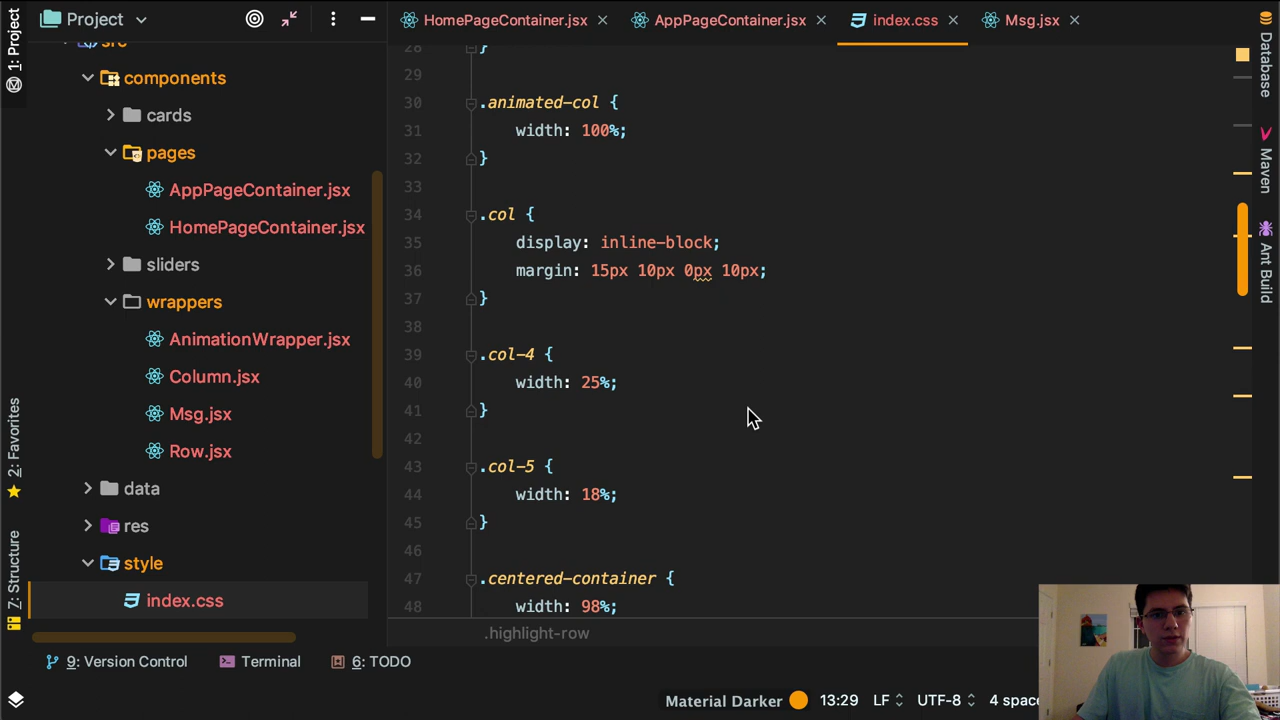 Project
HomePageContainer.jsx
AppPageContainer.jsx
index.css
Msg.jsx
1: Project
2: Favorites
7: Structure
src
components
cards
pages
AppPageContainer.jsx
HomePageContainer.jsx
sliders
wrappers
AnimationWrapper.jsx
Column.jsx
Msg.jsx
Row.jsx
data
res
style
index.css
28 }
29
30 .animated-col {
31 width: 100%;
32 }
33
34 .col {
35 display: inline-block;
36 margin: 15px 10px 0px 10px;
37 }
38
39 .col-4 {
40 width: 25%;
41 }
42
43 .col-5 {
44 width: 18%;
45 }
46
47 .centered-container {
48 width: 98%;
.highlight-row
Database
Maven
Ant Build
9: Version Control
Terminal
6: TODO
Material Darker
13:29
LF
UTF-8
4 spac